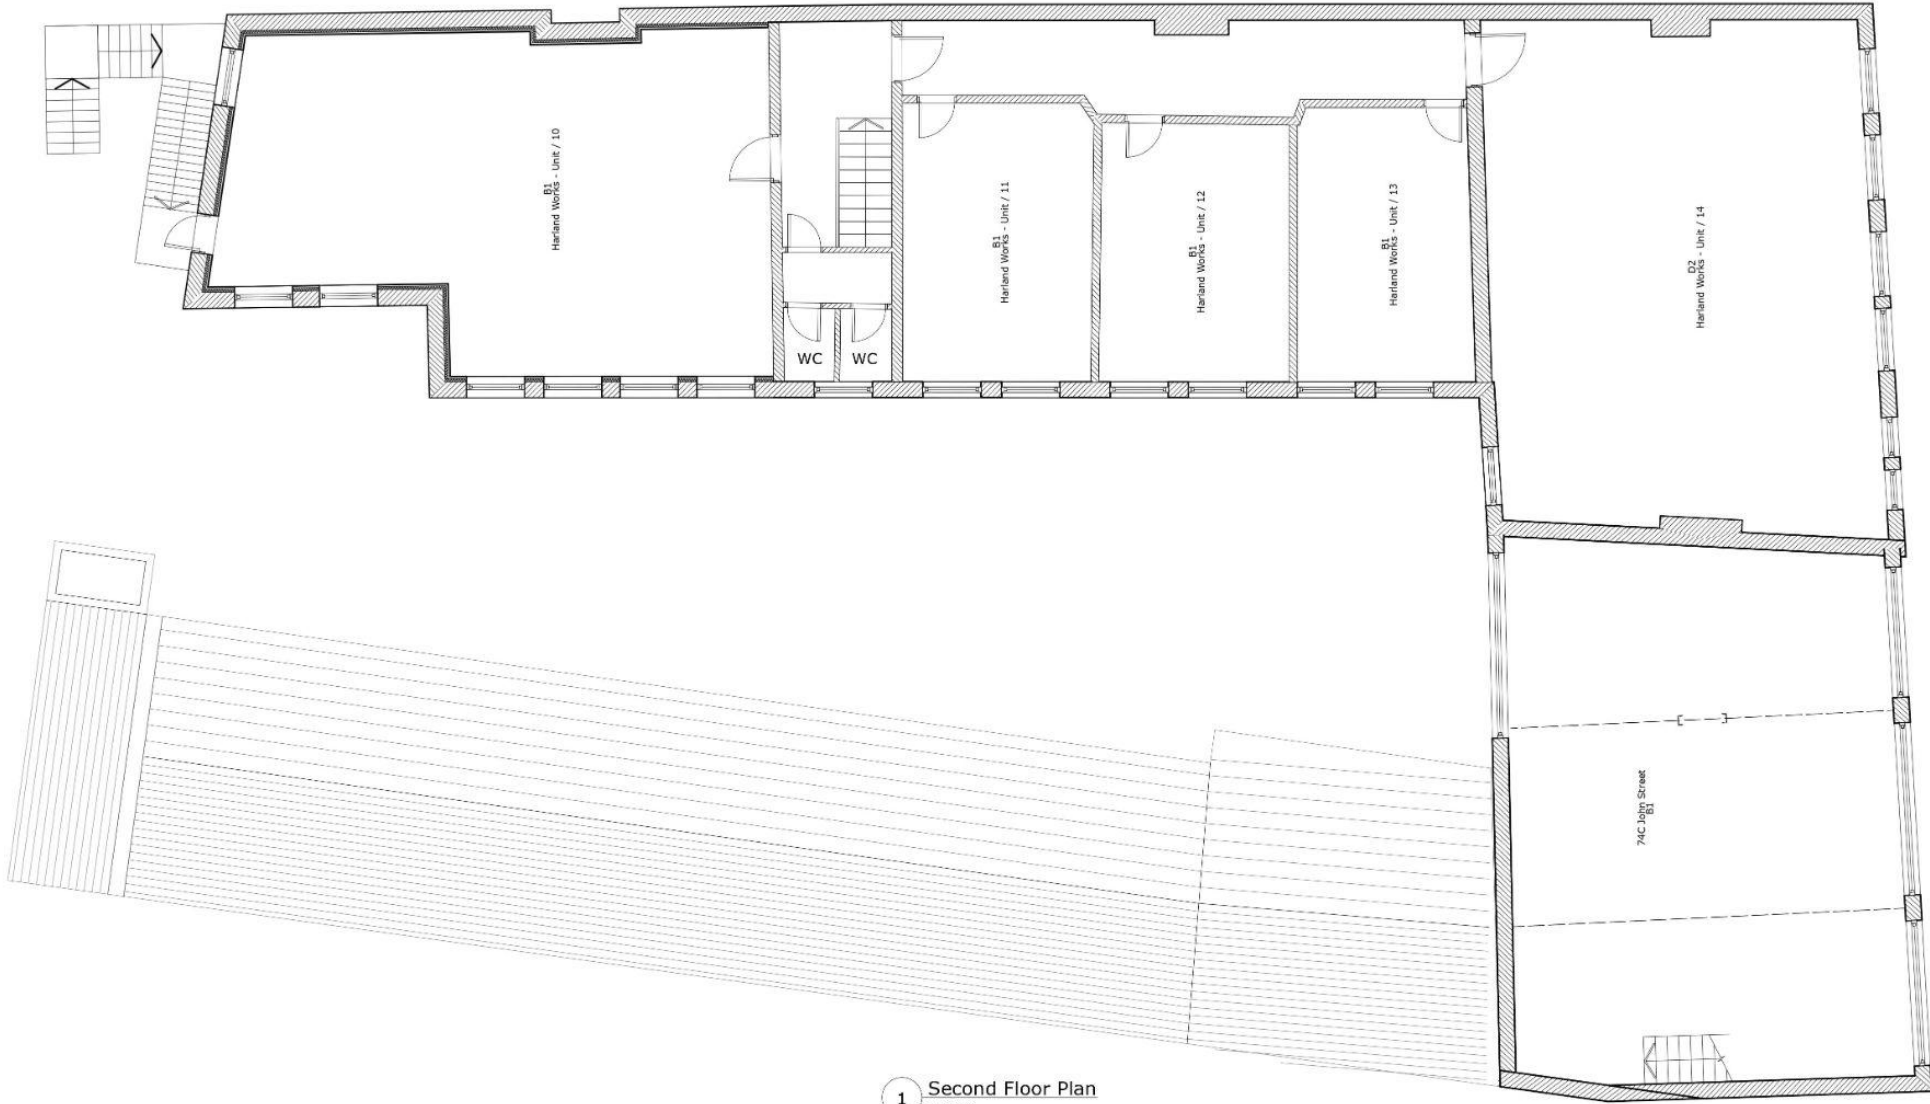 B1
Harland Works - Unit / 10
WC
WC
B1
Harland Works - Unit / 11
B1
Harland Works - Unit / 12
B1
Harland Works - Unit / 13
D2
Harland Works - Unit / 14
74C John Street
B1
1
Second Floor Plan